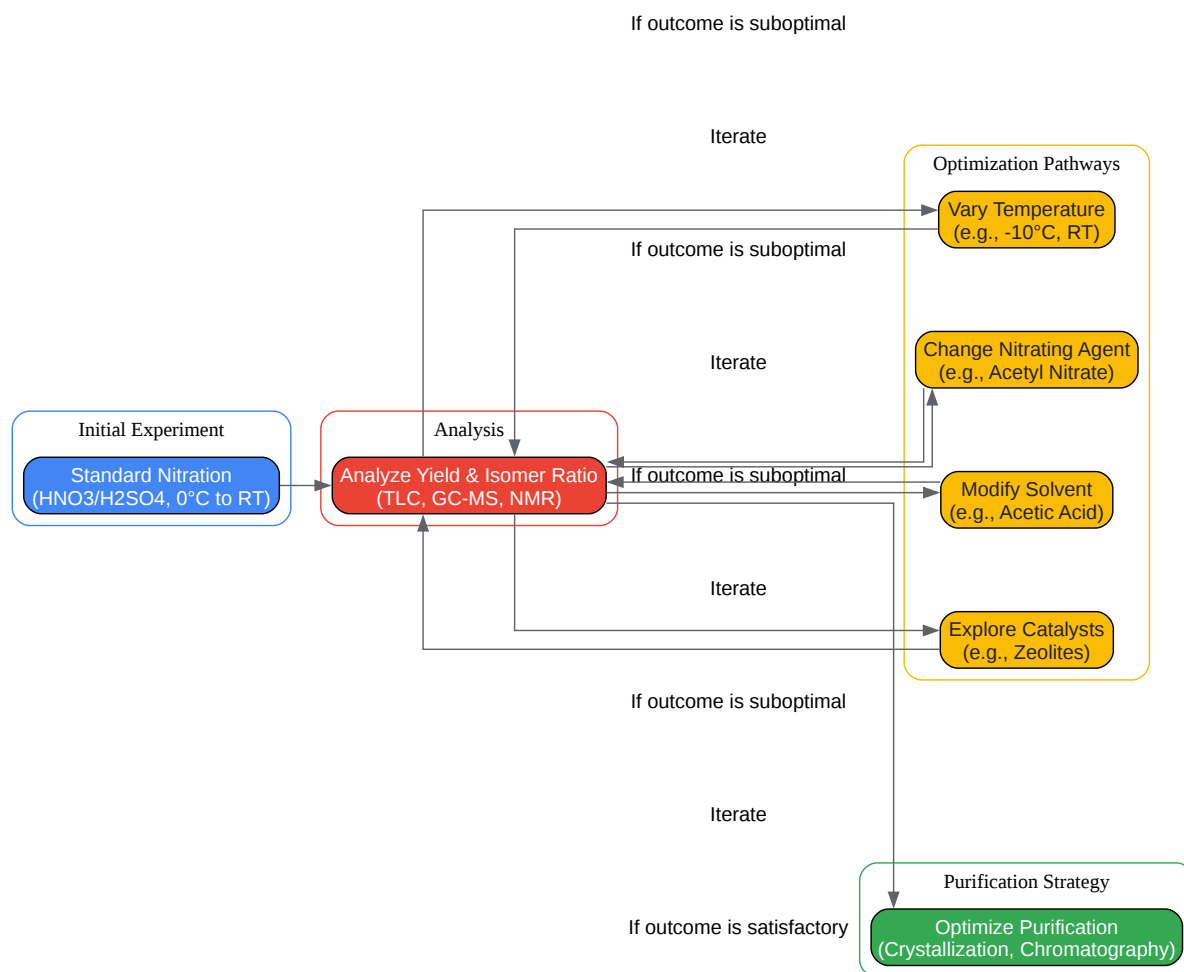 If outcome is suboptimal
Iterate
Optimization Pathways
Vary Temperature
(e.g., -10°C, RT)
If outcome is suboptimal
Change Nitrating Agent
(e.g., Acetyl Nitrate)
Iterate
Initial Experiment
Analysis
Standard Nitration
(HNO3/H2SO4, 0°C to RT)
Analyze Yield & Isomer Ratio
(TLC, GC-MS, NMR)
If outcome is suboptimal
Modify Solvent
(e.g., Acetic Acid)
Iterate
Explore Catalysts
(e.g., Zeolites)
If outcome is suboptimal
Iterate
Purification Strategy
If outcome is satisfactory
Optimize Purification
(Crystallization, Chromatography)